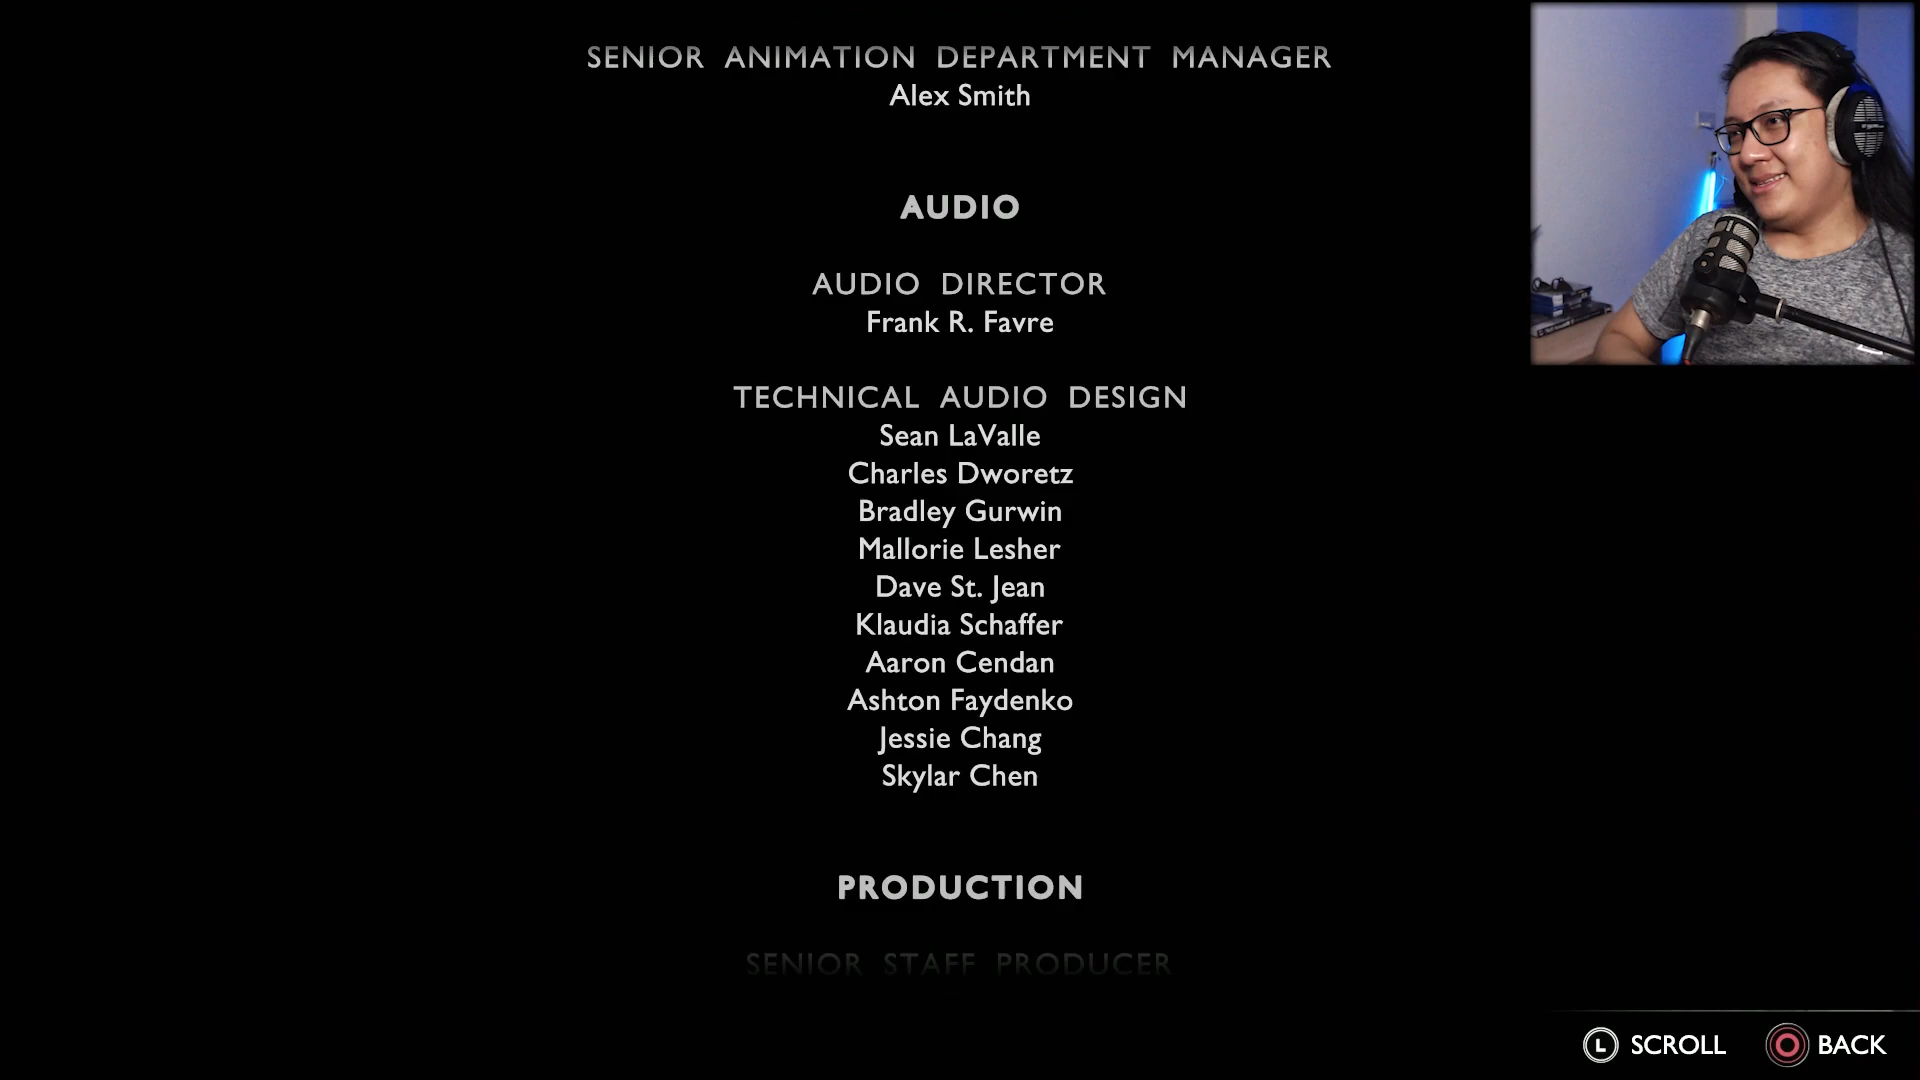 SENIOR ANIMATION DEPARTMENT MANAGER
Alex Smith
AUDIO
AUDIO DIRECTOR
Frank R. Favre
TECHNICAL AUDIO DESIGN
Sean LaValle
Charles Dworetz
Bradley Gurwin
Mallorie Lesher
Dave St. Jean
Klaudia Schaffer
Aaron Cendan
Ashton Faydenko
Jessie Chang
Skylar Chen
PRODUCTION
SENIOR STAFF PRODUCER
L SCROLL BACK